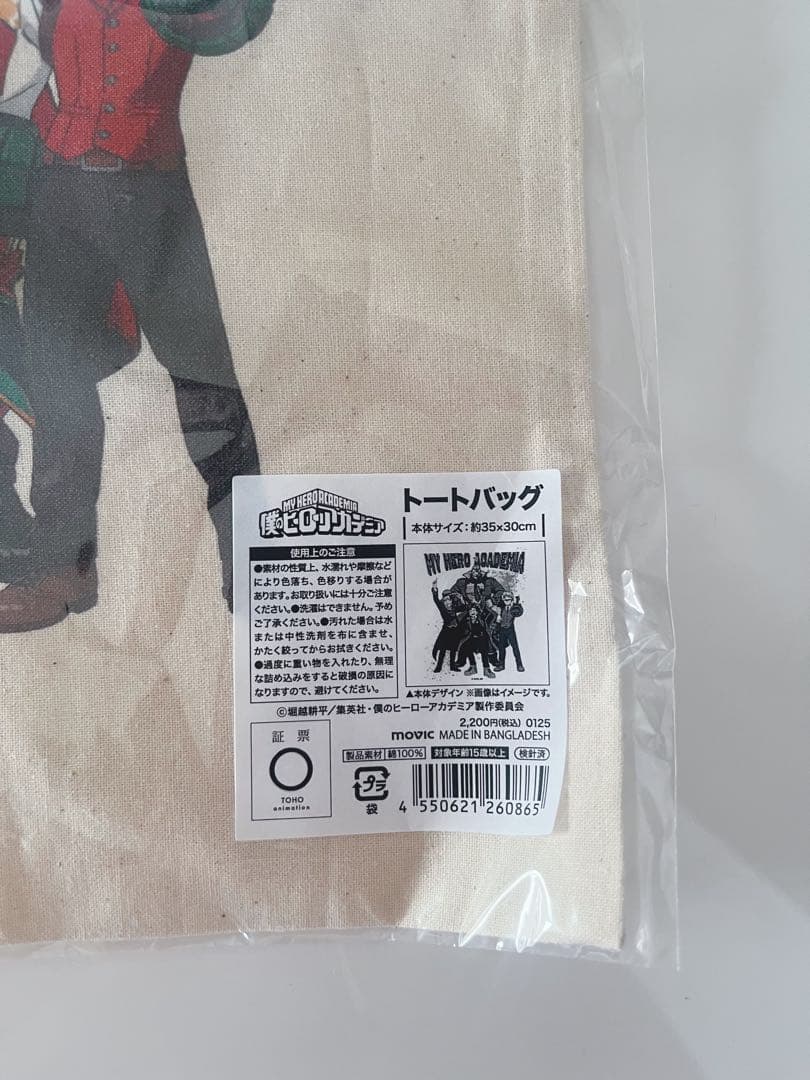 MY HERO ACADEMIA
僕のヒーローアカデミア
トートバッグ
本体サイズ：約35×30cm
使用上のご注意
●素材の性質上、水濡れや摩擦など
により色落ち、色移りする場合が
あります。お取り扱いには十分ご注意
ください。●洗濯はできません。予め
ご了承ください。●汚れた場合は水
または中性洗剤を布に含ませ、
かたく絞ってからお拭きください。
●過度に重い物を入れたり、無理
な詰め込みをすると破損の原因に
なりますので、避けてください。
MY HERO ACADEMIA
▲本体デザイン ※画像はイメージです。
©堀越耕平／集英社・僕のヒーローアカデミア製作委員会
2,200円(税込) 0125
movic MADE IN BANGLADESH
証票
TOHO
animation
製品素材 綿100% 対象年齢15歳以上 検針済
プラ
袋
4 550621 260865